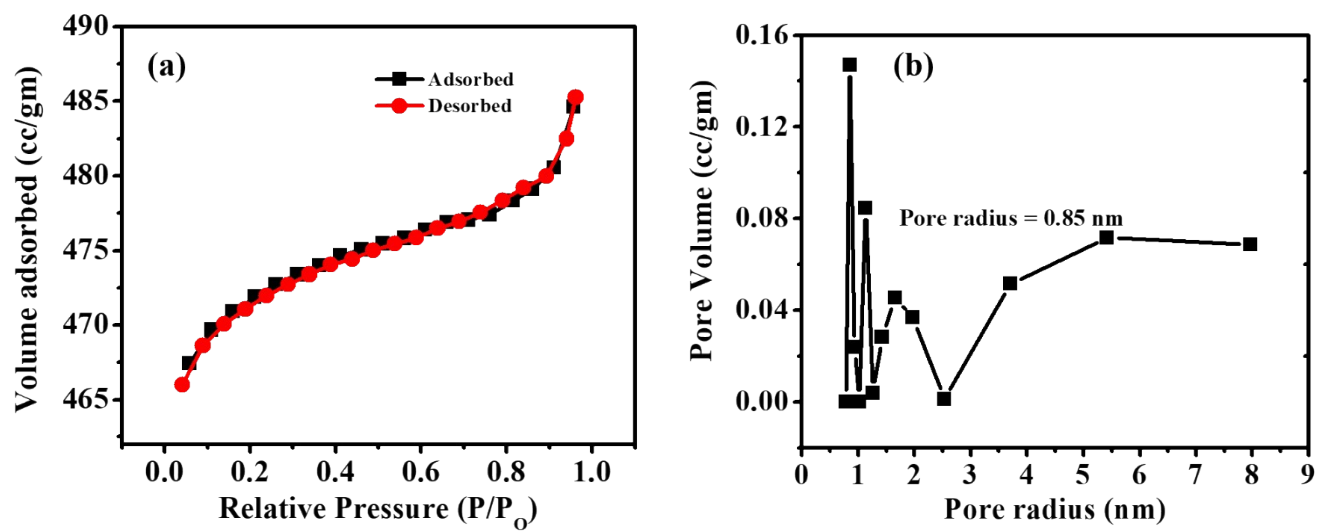 (a)
Adsorbed
Desorbed
Volume adsorbed (cc/gm)
490
485
480
475
470
465
0.0 0.2 0.4 0.6 0.8 1.0
Relative Pressure (P/P_O)
(b)
Pore radius = 0.85 nm
Pore Volume (cc/gm)
0.16
0.12
0.08
0.04
0.00
0 1 2 3 4 5 6 7 8 9
Pore radius (nm)